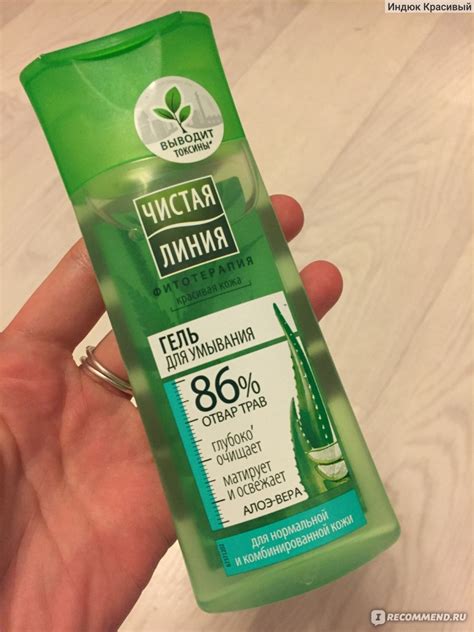 Индюк Красивый
ВЫВОДИТ
ТОКСИНЫ*
ЧИСТАЯ
ЛИНИЯ
ФИТОТЕРАПИЯ
красивая кожа
ГЕЛЬ
ДЛЯ УМЫВАНИЯ
86%
ОТВАР ТРАВ
глубоко*
очищает
матирует
и освежает
АЛОЭ-ВЕРА
для нормальной
и комбинированной кожи
IRECOMMEND.RU